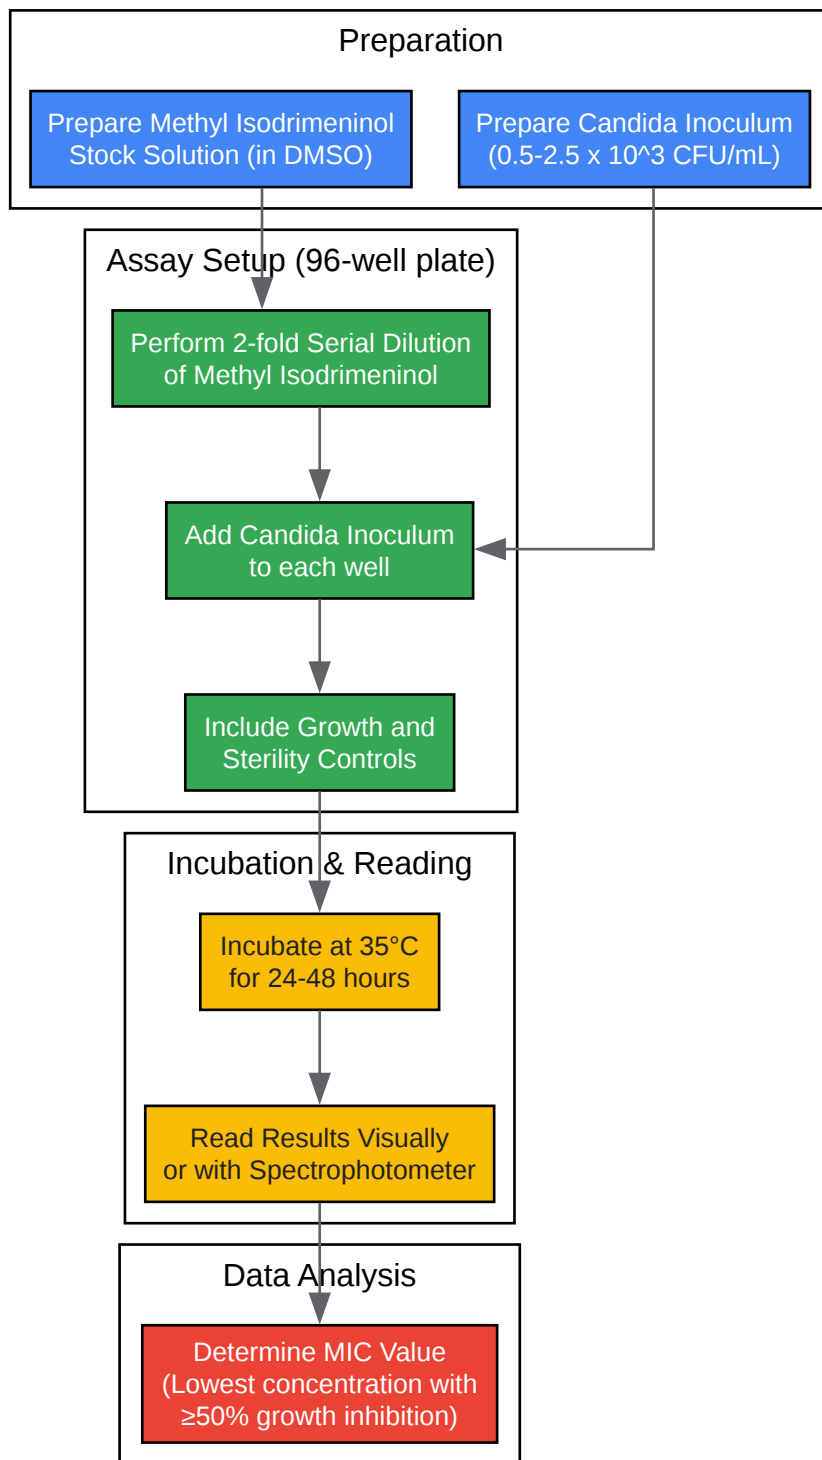 Preparation
Prepare Methyl Isodrimeninol
Stock Solution (in DMSO)
Prepare Candida Inoculum
(0.5-2.5 x 10^3 CFU/mL)
Assay Setup (96-well plate)
Perform 2-fold Serial Dilution
of Methyl Isodrimeninol
Add Candida Inoculum
to each well
Include Growth and
Sterility Controls
Incubation & Reading
Incubate at 35°C
for 24-48 hours
Read Results Visually
or with Spectrophotometer
Data Analysis
Determine MIC Value
(Lowest concentration with
≥50% growth inhibition)